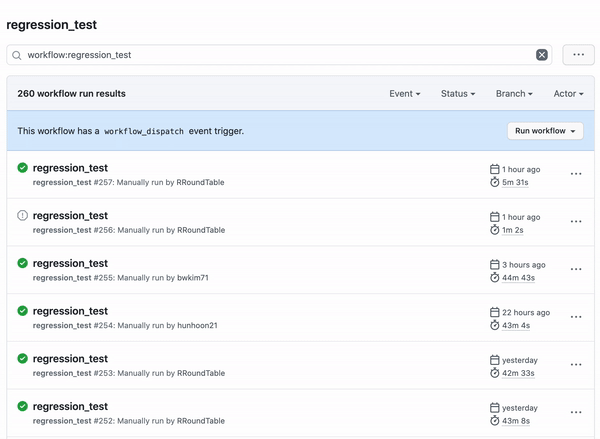 regression_test
workflow:regression_test
260 workflow run results Event Status Branch Actor
This workflow has a workflow_dispatch event trigger. Run workflow
regression_test 1 hour ago
regression_test #257: Manually run by RRoundTable 5m 31s
regression_test 1 hour ago
regression_test #256: Manually run by RRoundTable 1m 2s
regression_test 3 hours ago
regression_test #255: Manually run by bwkim71 44m 43s
regression_test 22 hours ago
regression_test #254: Manually run by hunhoon21 43m 4s
regression_test yesterday
regression_test #253: Manually run by RRoundTable 42m 33s
regression_test yesterday
regression_test #252: Manually run by RRoundTable 43m 8s